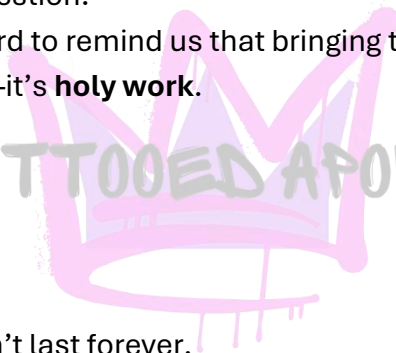 rd to remind us that bringing t
-it's holy work.
TTOOED APO
't last forever.